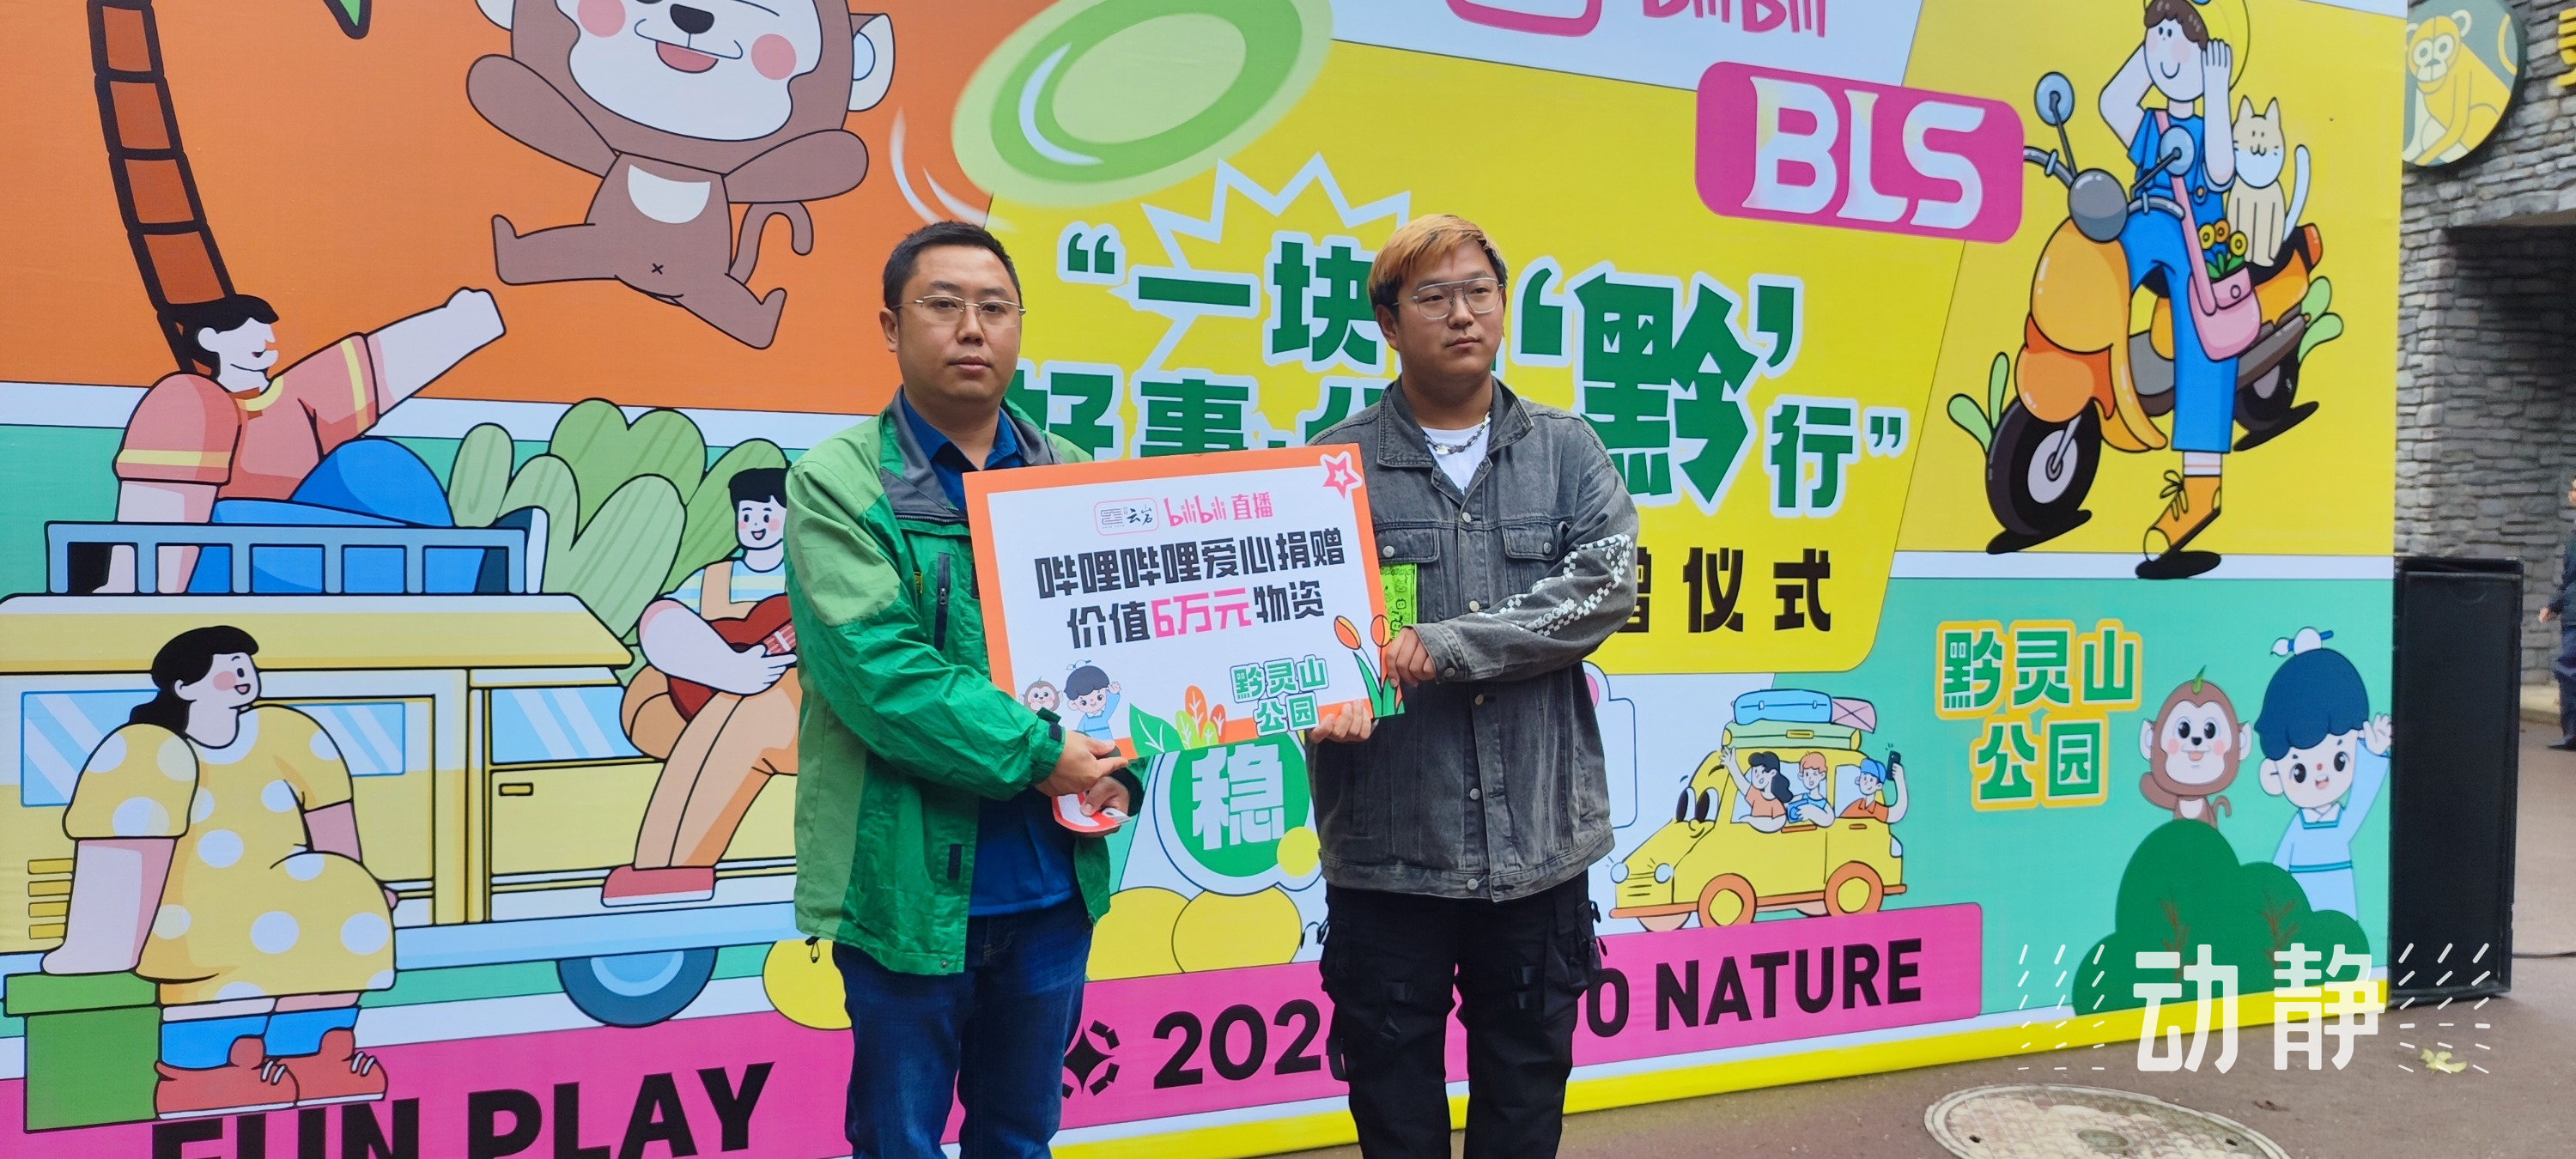 bilibili
BLS
“一块 ‘黔’
好事 行”
仪式
云岩 bilibili 直播
哔哩哔哩爱心捐赠
价值6万元物资
黔灵山
公园
稳
黔灵山
公园
FUN PLAY
202
NATURE
动静